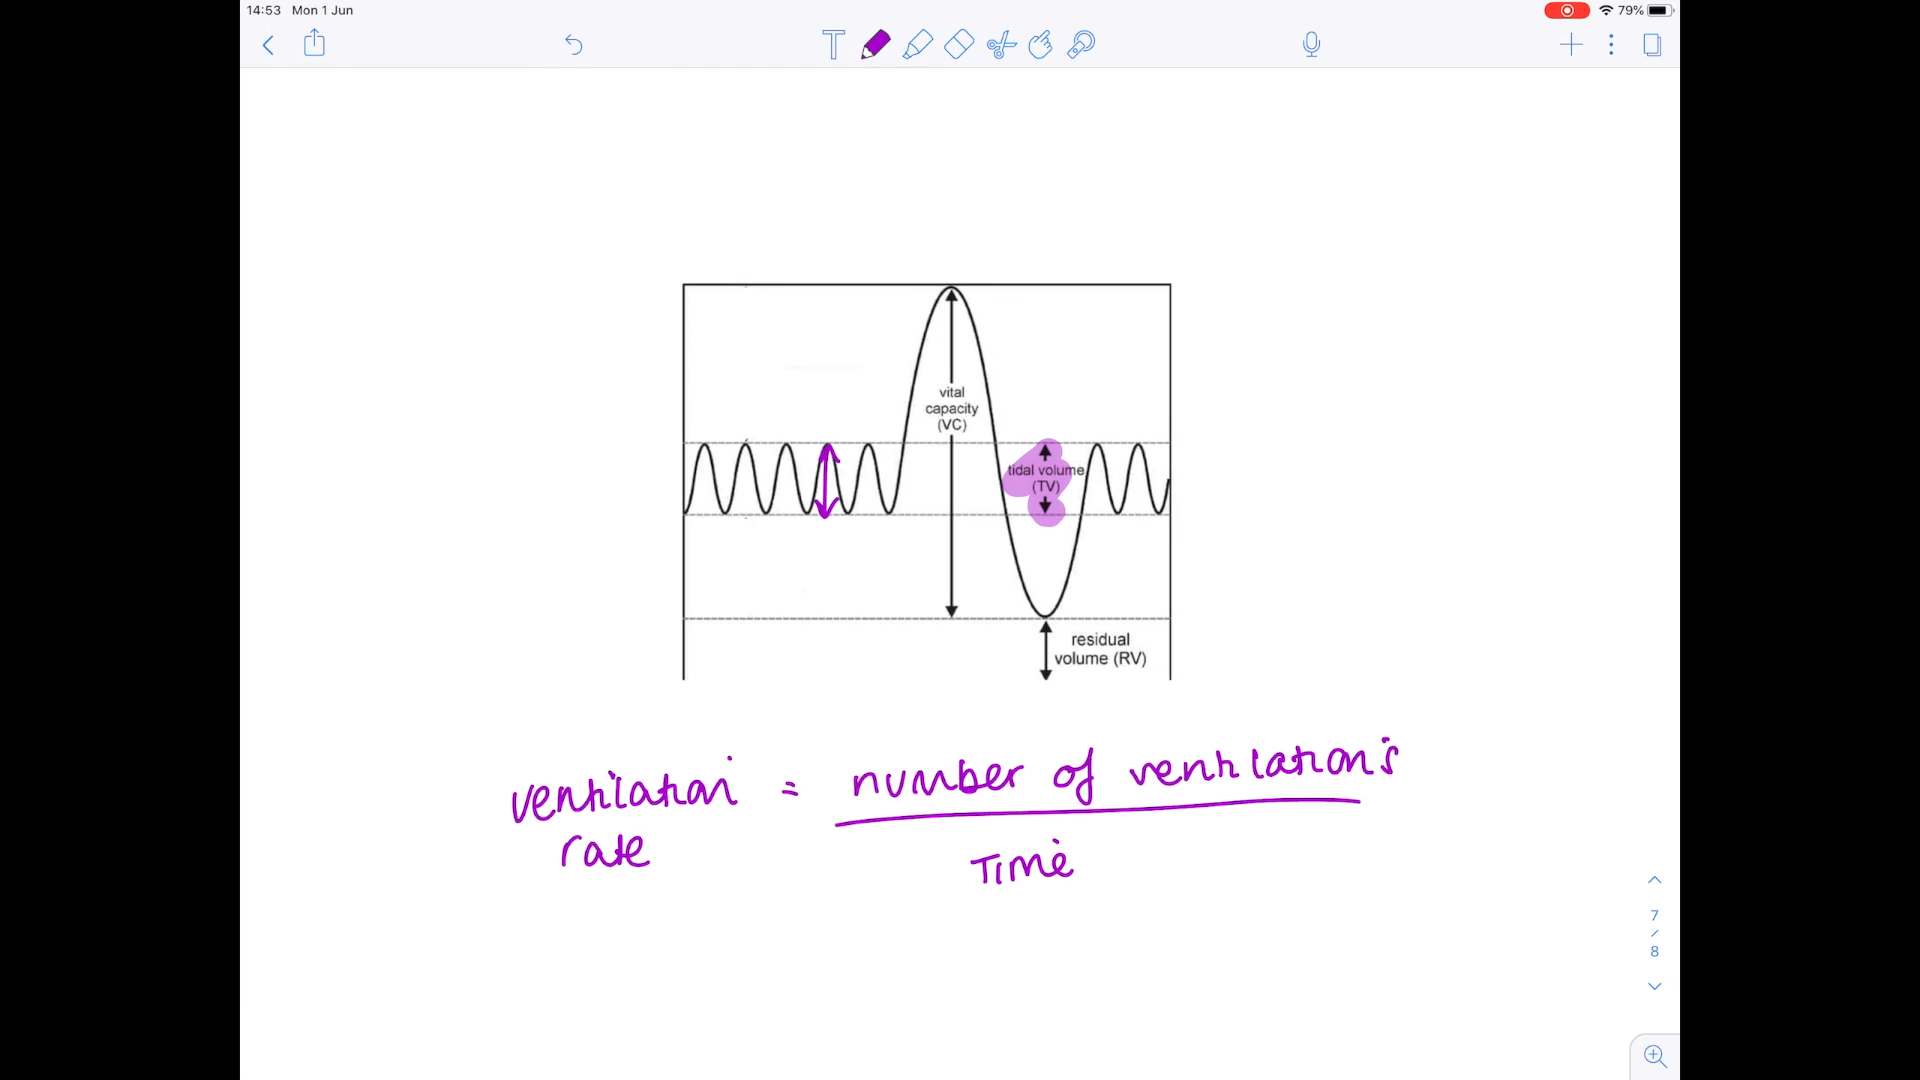 14:53 Mon 1 Jun
79%
T
vital
capacity
(VC)
tidal volume
(TV)
residual
volume (RV)
ventilation = number of ventilations
rate
Time
7
/
8